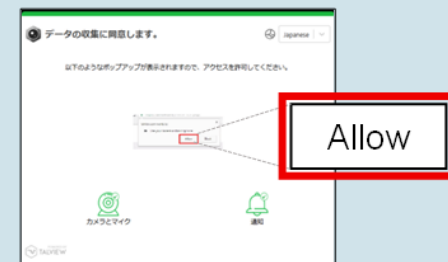 データの収集に同意します。
Japanese
以下のようなポップアップが表示されますので、アクセスを許可してください。
Allow
カメラとマイク
通知
TALVIEW